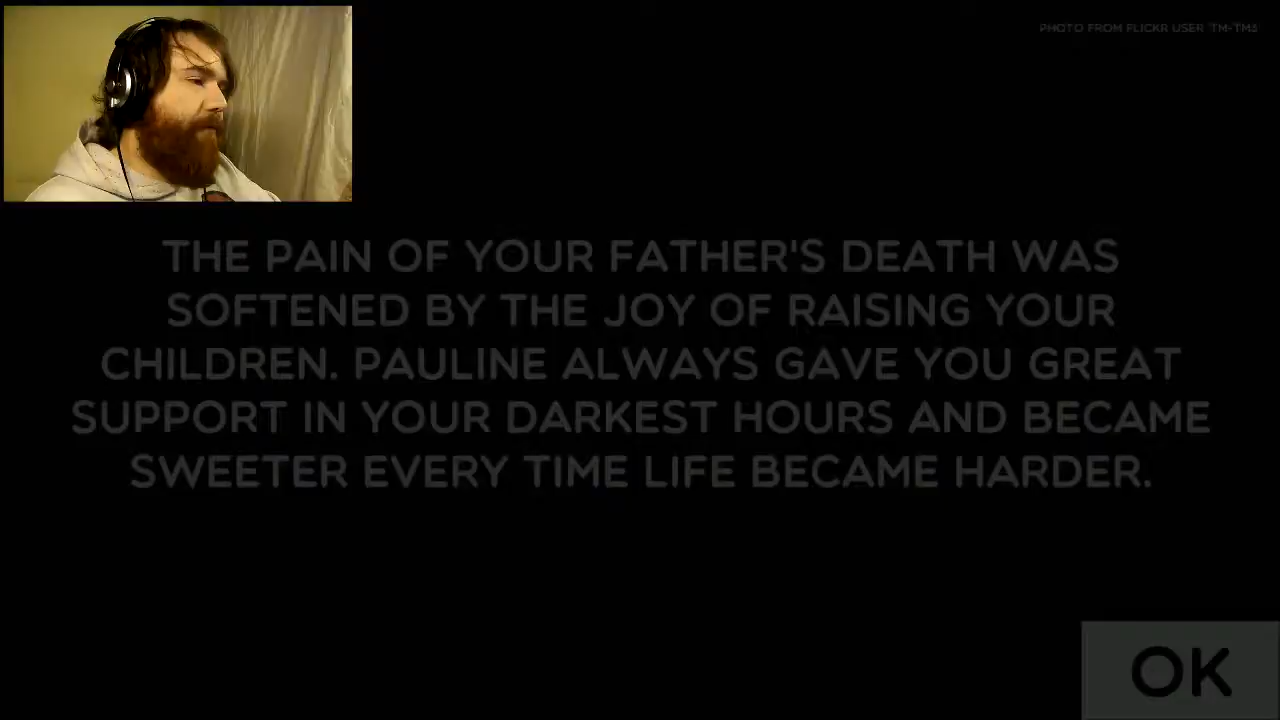 PHOTO FROM FLICKR USER 'TM-TM'S
THE PAIN OF YOUR FATHER'S DEATH WAS
SOFTENED BY THE JOY OF RAISING YOUR
CHILDREN. PAULINE ALWAYS GAVE YOU GREAT
SUPPORT IN YOUR DARKEST HOURS AND BECAME
SWEETER EVERY TIME LIFE BECAME HARDER.
OK